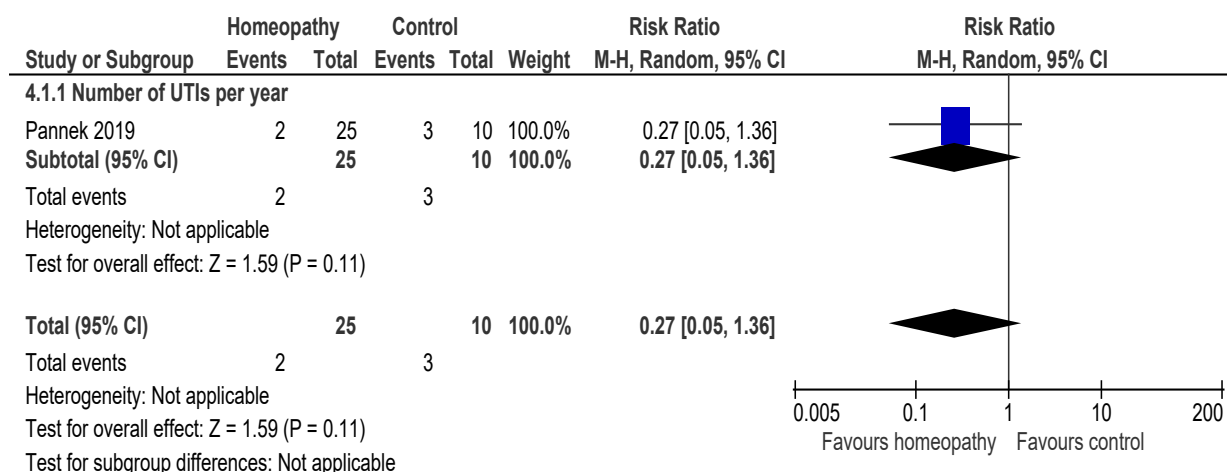 Homeopathy Control Risk Ratio Risk Ratio
Study or Subgroup Events Total Events Total Weight M-H, Random, 95% CI M-H, Random, 95% CI
4.1.1 Number of UTIs per year
Pannek 2019 2 25 3 10 100.0% 0.27 [0.05, 1.36]
Subtotal (95% CI) 25 10 100.0% 0.27 [0.05, 1.36]
Total events 2 3
Heterogeneity: Not applicable
Test for overall effect: Z = 1.59 (P = 0.11)
Total (95% CI) 25 10 100.0% 0.27 [0.05, 1.36]
Total events 2 3
Heterogeneity: Not applicable
Test for overall effect: Z = 1.59 (P = 0.11)
Test for subgroup differences: Not applicable
0.005 0.1 1 10 200
Favours homeopathy Favours control